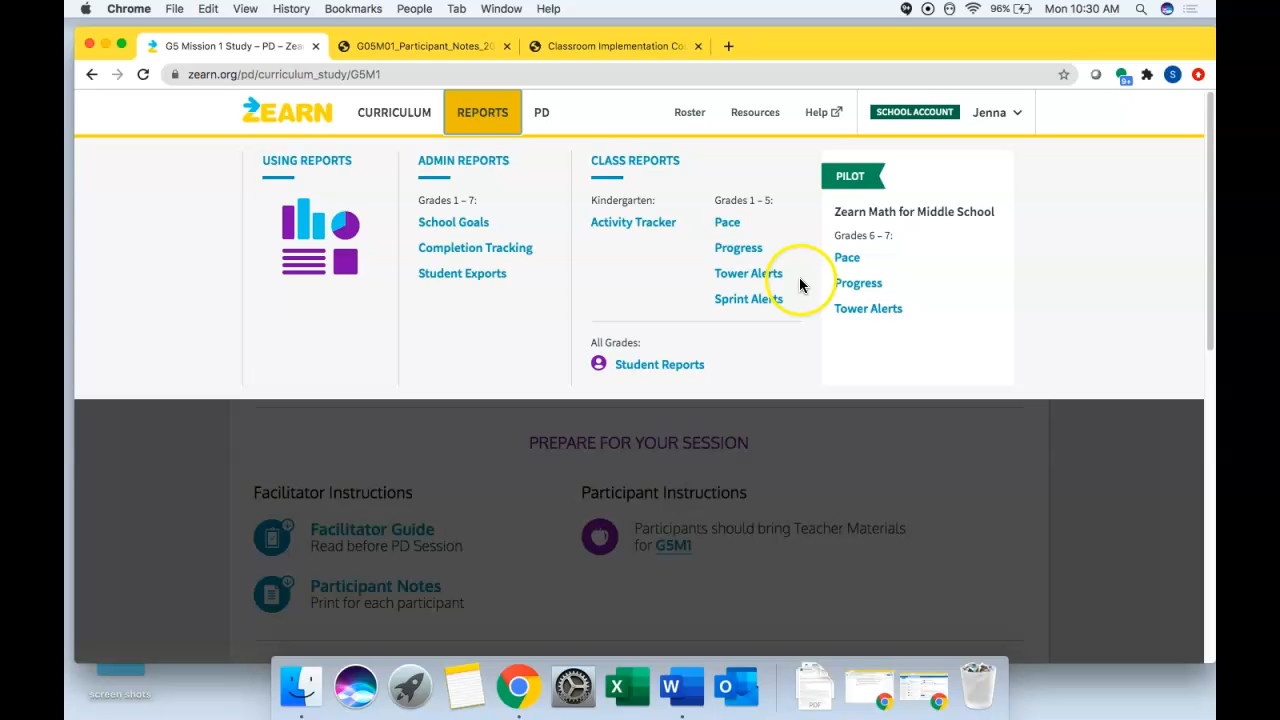 Chrome File Edit View History Bookmarks People Tab Window Help 96% Mon 10:30 AM
G5 Mission 1 Study – PD – Zea G05M01_Participant_Notes_20 Classroom Implementation Co
zearn.org/pd/curriculum_study/G5M1 S
9+
ZEARN CURRICULUM REPORTS PD Roster Resources Help SCHOOL ACCOUNT Jenna
USING REPORTS
ADMIN REPORTS
Grades 1 – 7:
School Goals
Completion Tracking
Student Exports
CLASS REPORTS
Kindergarten:
Activity Tracker
Grades 1 – 5:
Pace
Progress
Tower Alerts
Sprint Alerts
All Grades:
Student Reports
PILOT
Zearn Math for Middle School
Grades 6 – 7:
Pace
Progress
Tower Alerts
PREPARE FOR YOUR SESSION
Facilitator Instructions
Facilitator Guide
Read before PD Session
Participant Notes
Print for each participant
Participant Instructions
Participants should bring Teacher Materials
for G5M1
screen shots
X W O
PDF